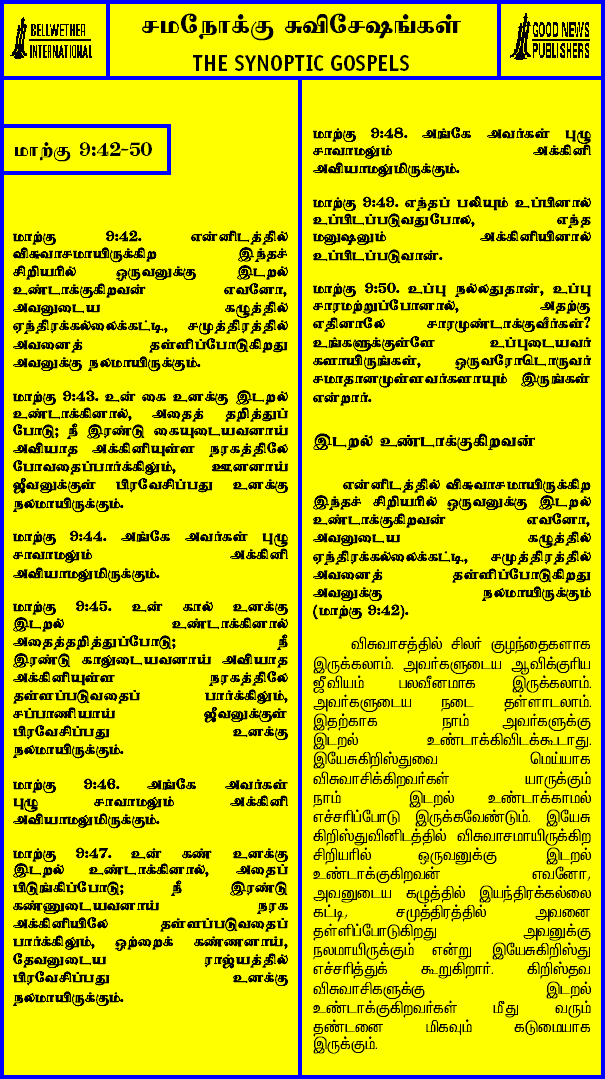 BELLWETHER
INTERNATIONAL
சமநோக்கு சுவிசேஷங்கள்
THE SYNOPTIC GOSPELS
GOOD NEWS
PUBLISHERS
மாற்கு 9:42-50
மாற்கு 9:42. என்னிடத்தில்
விசுவாசமாயிருக்கிற இந்தச்
சிறியரில் ஒருவனுக்கு இடறல்
உண்டாக்குகிறவன் எவனோ,
அவனுடைய கழுத்தில்
ஏந்திரக்கல்லைக்கட்டி, சமுத்திரத்தில்
அவனைத் தள்ளிப்போடுகிறது
அவனுக்கு நலமாயிருக்கும்.
மாற்கு 9:43. உன் கை உனக்கு இடறல்
உண்டாக்கினால், அதைத் தறித்துப்
போடு; நீ இரண்டு கையுடையவனாய்
அவியாத அக்கினியுள்ள நரகத்திலே
போவதைப்பார்க்கிலும், ஊனனாய்
ஜீவனுக்குள் பிரவேசிப்பது உனக்கு
நலமாயிருக்கும்.
மாற்கு 9:44. அங்கே அவர்கள் புழு
சாவாமலும் அக்கினி
அவியாமலுமிருக்கும்.
மாற்கு 9:45. உன் கால் உனக்கு
இடறல் உண்டாக்கினால்
அதைத்தறித்துப்போடு; நீ
இரண்டு காலுடையவனாய் அவியாத
அக்கினியுள்ள நரகத்திலே
தள்ளப்படுவதைப் பார்க்கிலும்,
சப்பாணியாய் ஜீவனுக்குள்
பிரவேசிப்பது உனக்கு
நலமாயிருக்கும்.
மாற்கு 9:46. அங்கே அவர்கள்
புழு சாவாமலும் அக்கினி
அவியாமலுமிருக்கும்.
மாற்கு 9:47. உன் கண் உனக்கு
இடறல் உண்டாக்கினால், அதைப்
பிடுங்கிப்போடு; நீ இரண்டு
கண்ணுடையவனாய் நரக
அக்கினியிலே தள்ளப்படுவதைப்
பார்க்கிலும், ஒற்றைக் கண்ணனாய்,
தேவனுடைய ராஜ்யத்தில்
பிரவேசிப்பது உனக்கு
நலமாயிருக்கும்.
மாற்கு 9:48. அங்கே அவர்கள் புழு
சாவாமலும் அக்கினி
அவியாமலுமிருக்கும்.
மாற்கு 9:49. எந்தப் பலியும் உப்பினால்
உப்பிடப்படுவதுபோல், எந்த
மனுஷனும் அக்கினியினால்
உப்பிடப்படுவான்.
மாற்கு 9:50. உப்பு நல்லதுதான், உப்பு
சாரமற்றுப்போனால், அதற்கு
எதினாலே சாரமுண்டாக்குவீர்கள்?
உங்களுக்குள்ளே உப்புடையவர்
களாயிருங்கள், ஒருவரோடொருவர்
சமாதானமுள்ளவர்களாயும் இருங்கள்
என்றார்.
இடறல் உண்டாக்குகிறவன்
என்னிடத்தில் விசுவாசமாயிருக்கிற
இந்தச் சிறியரில் ஒருவனுக்கு இடறல்
உண்டாக்கிறவன் எவனோ,
அவனுடைய கழுத்தில்
ஏந்திரக்கல்லைக்கட்டி, சமுத்திரத்தில்
அவனைத் தள்ளிப்போடுகிறது
அவனுக்கு நலமாயிருக்கும்
(மாற்கு 9:42).
விசுவாசத்தில் சிலர் குழந்தைகளாக
இருக்கலாம். அவர்களுடைய ஆவிக்குரிய
ஜீவியம் பலவீனமாக இருக்கலாம்.
அவர்களுடைய நடை தள்ளாடலாம்.
இதற்காக நாம் அவர்களுக்கு
இடறல் உண்டாக்கிவிடக்கூடாது.
இயேசுகிறிஸ்துவை மெய்யாக
விசுவாசிக்கிறவர்கள் யாருக்கும்
நாம் இடறல் உண்டாக்காமல்
எச்சரிப்போடு இருக்கவேண்டும். இயேசு
கிறிஸ்துவினிடத்தில் விசுவாசமாயிருக்கிற
சிறியரில் ஒருவனுக்கு இடறல்
உண்டாக்குகிறவன் எவனோ,
அவனுடைய கழுத்தில் இயந்திரக்கல்லை
கட்டி, சமுத்திரத்தில் அவனை
தள்ளிப்போடுகிறது அவனுக்கு
நலமாயிருக்கும் என்று இயேசுகிறிஸ்து
எச்சரித்துக் கூறுகிறார். கிறிஸ்தவ
விசுவாசிகளுக்கு இடறல்
உண்டாக்குகிறவர்கள் மீது வரும்
தண்டனை மிகவும் கடுமையாக
இருக்கும்.